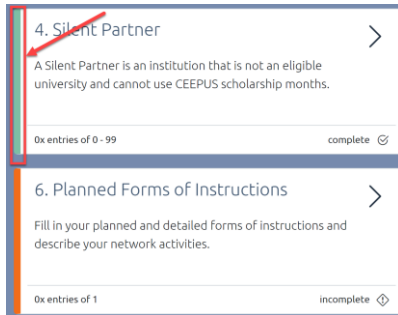 4. Silent Partner
A Silent Partner is an institution that is not an eligible
university and cannot use CEEPUS scholarship months.
0x entries of 0 - 99 complete
6. Planned Forms of Instructions
Fill in your planned and detailed forms of instructions and
describe your network activities.
0x entries of 1 incomplete